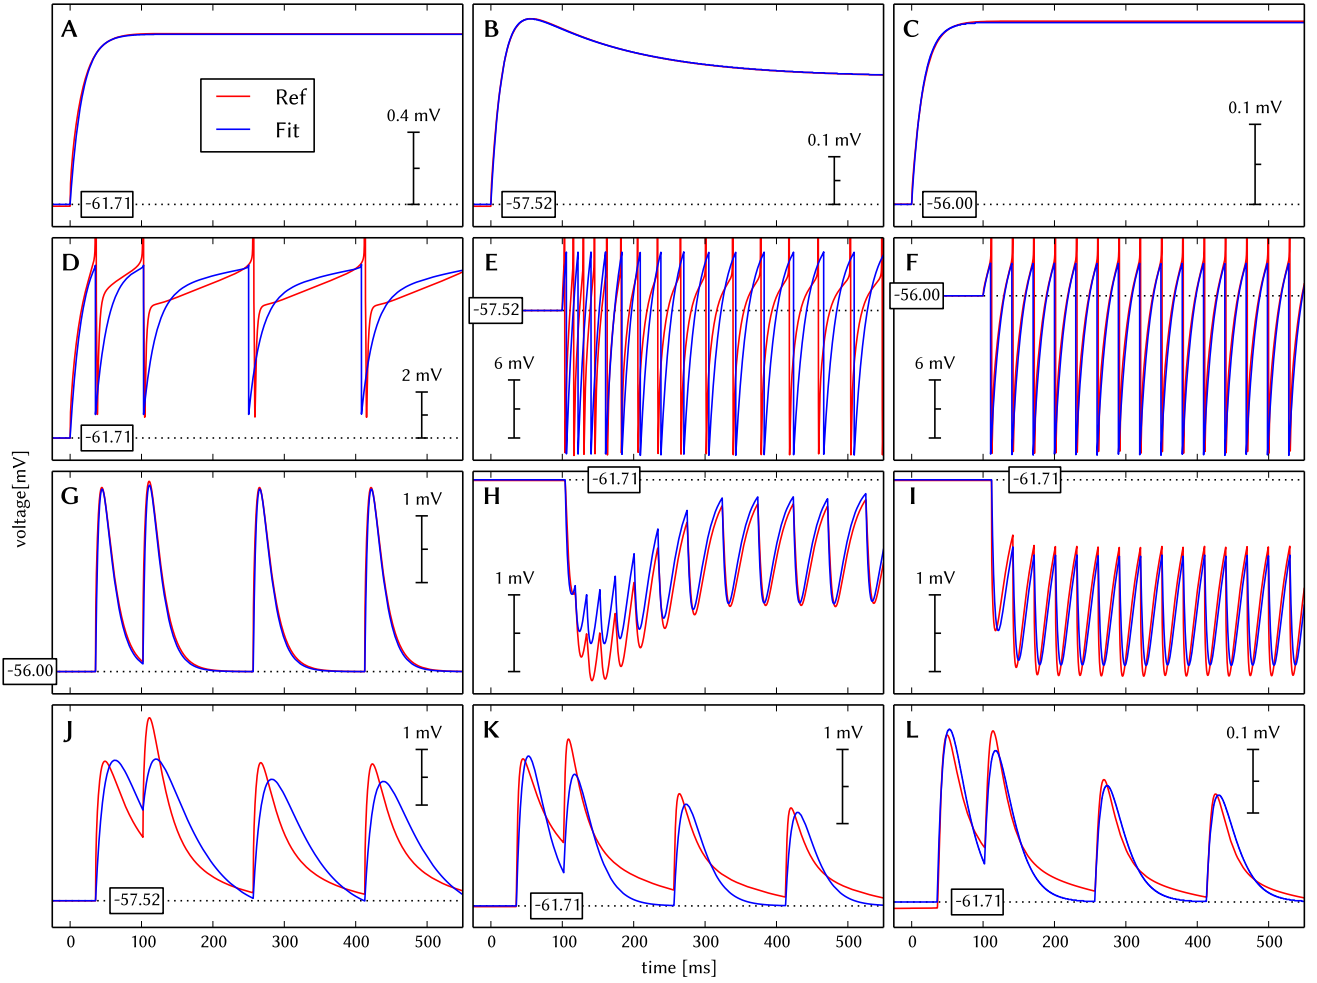 A
B
C
Ref
Fit
0.4 mV
0.1 mV
0.1 mV
-61.71
-57.52
-56.00
D
E
F
-57.52
-56.00
2 mV
6 mV
6 mV
-61.71
voltage[mV]
G
H
I
1 mV
-61.71
-61.71
1 mV
1 mV
-56.00
J
K
L
1 mV
1 mV
0.1 mV
-57.52
-61.71
-61.71
0 100 200 300 400 500
0 100 200 300 400 500
0 100 200 300 400 500
time [ms]